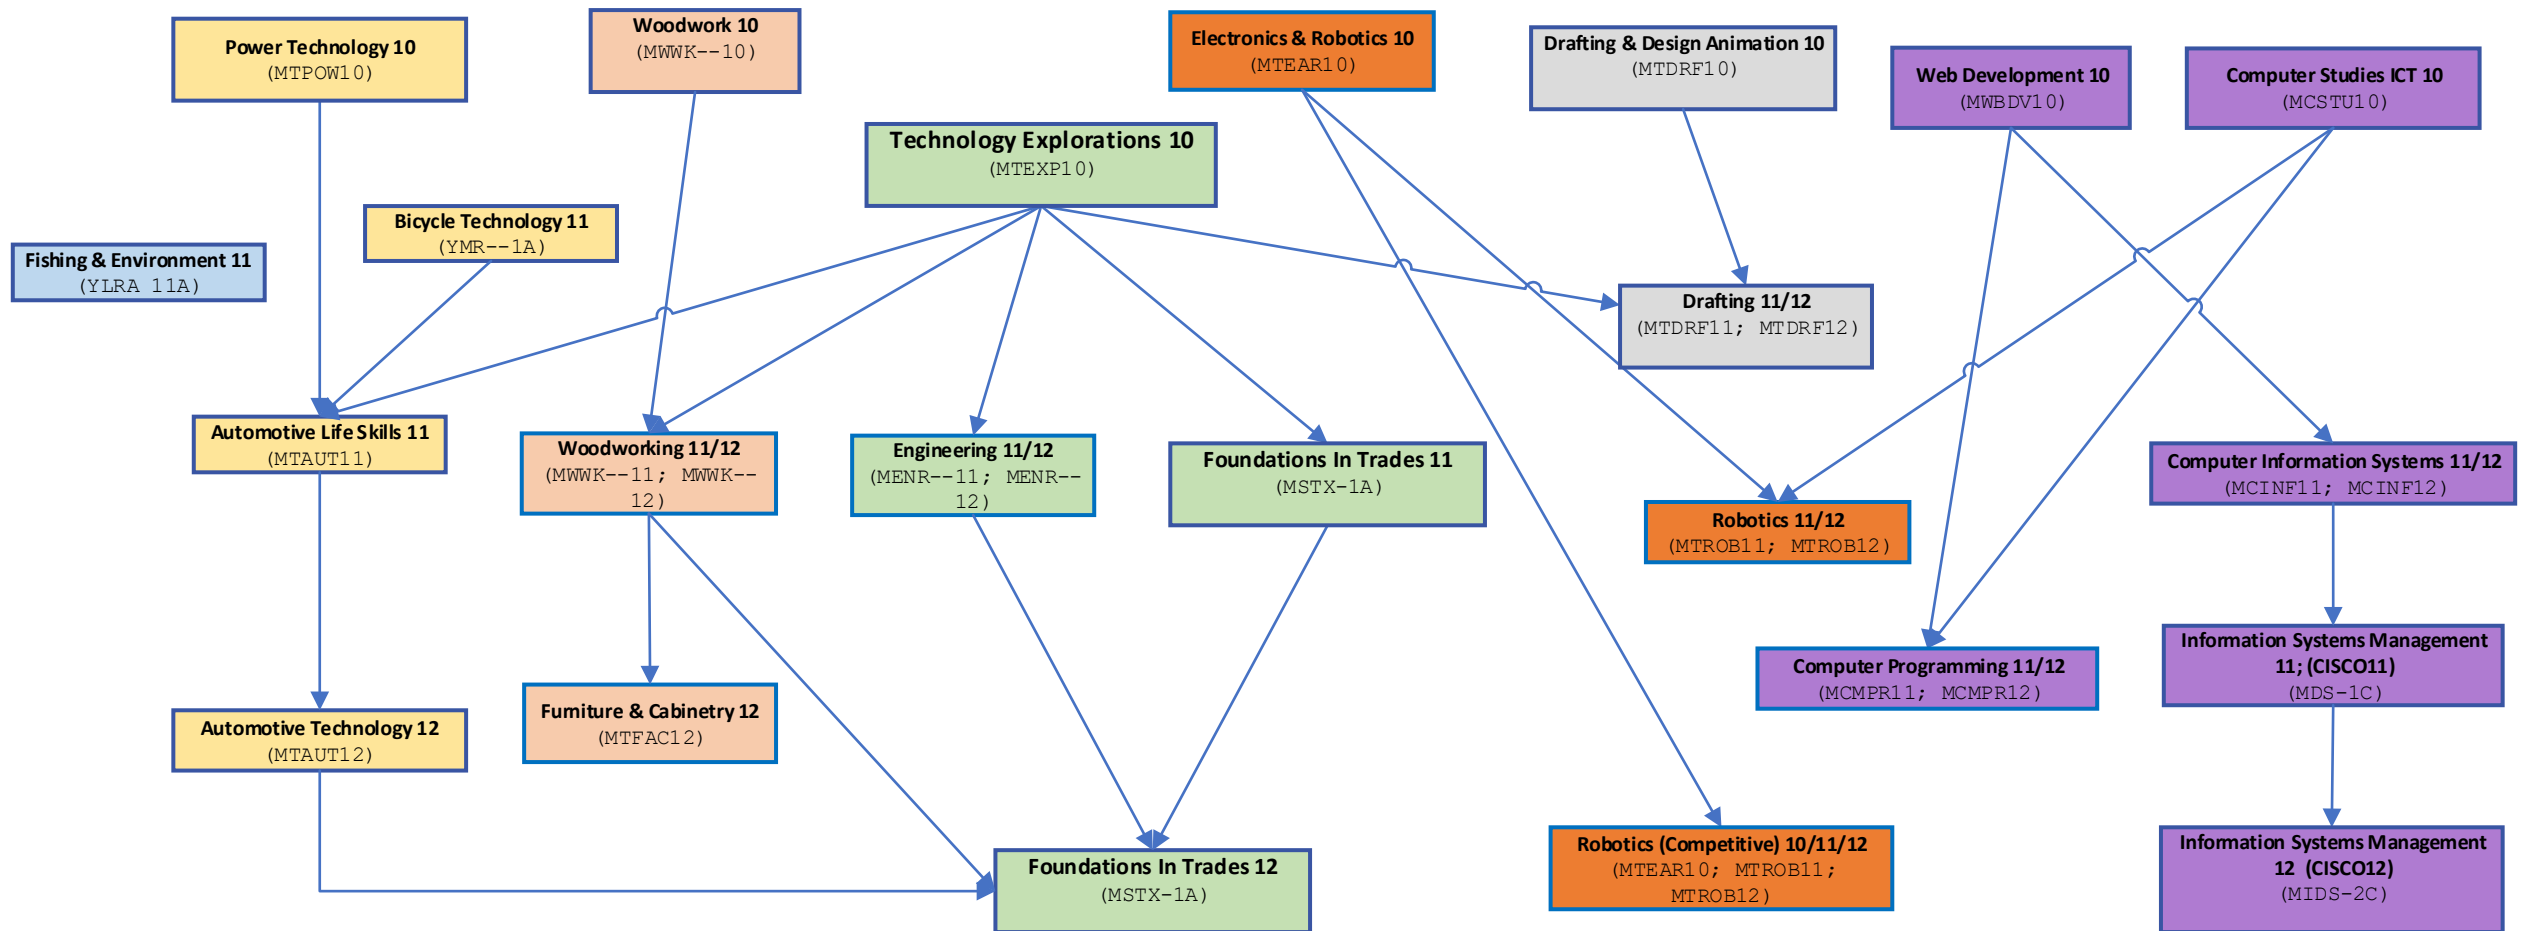 Power Technology 10
(MTPOW10)
Woodwork 10
(MWWK--10)
Electronics & Robotics 10
(MTEAR10)
Drafting & Design Animation 10
(MTDRF10)
Web Development 10
(MWBDV10)
Computer Studies ICT 10
(MCSTU10)
Technology Explorations 10
(MTEXP10)
Bicycle Technology 11
(YMR--1A)
Fishing & Environment 11
(YLRA 11A)
Drafting 11/12
(MTDRF11; MTDRF12)
Automotive Life Skills 11
(MTAUT11)
Woodworking 11/12
(MWWK--11; MWWK--
12)
Engineering 11/12
(MENR--11; MENR--
12)
Foundations In Trades 11
(MSTX-1A)
Computer Information Systems 11/12
(MCINF11; MCINF12)
Robotics 11/12
(MTROB11; MTROB12)
Information Systems Management
11; (CISCO11)
(MDS-1C)
Computer Programming 11/12
(MCMPR11; MCMPR12)
Furniture & Cabinetry 12
(MTFAC12)
Automotive Technology 12
(MTAUT12)
Foundations In Trades 12
(MSTX-1A)
Robotics (Competitive) 10/11/12
(MTEAR10; MTROB11;
MTROB12)
Information Systems Management
12 (CISCO12)
(MIDS-2C)